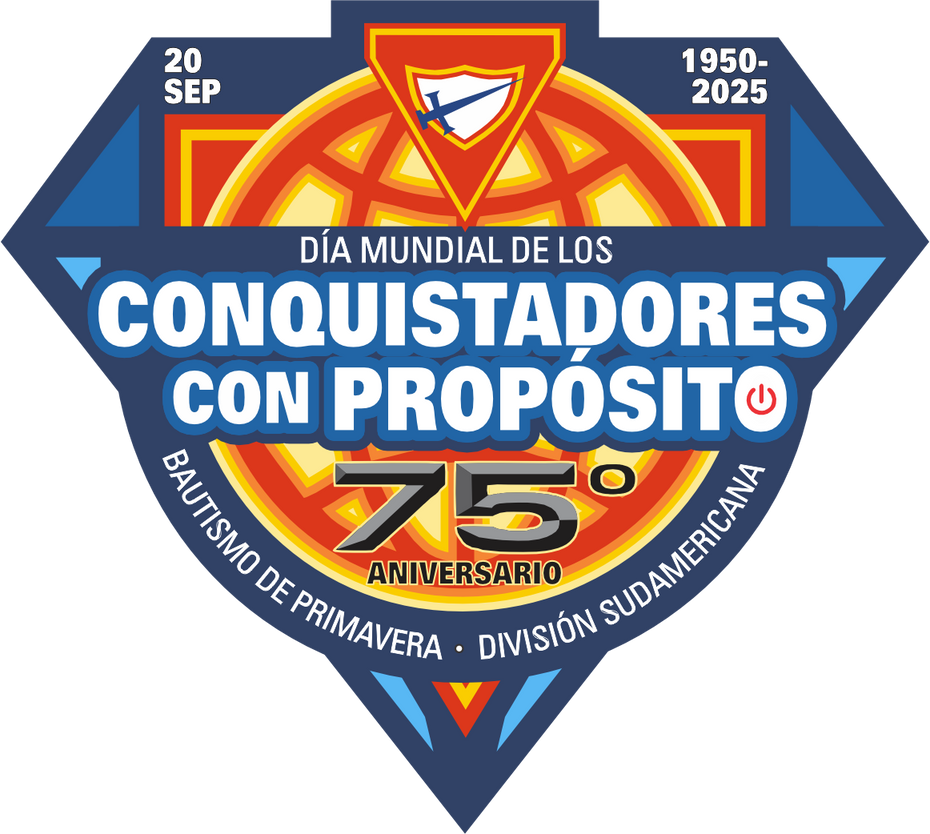 20
SEP
1950-
2025
DÍA MUNDIAL DE LOS
CONQUISTADORES
CON PROPÓSITO
75°
ANIVERSARIO
BAUTISMO DE PRIMAVERA · DIVISIÓN SUDAMERICANA